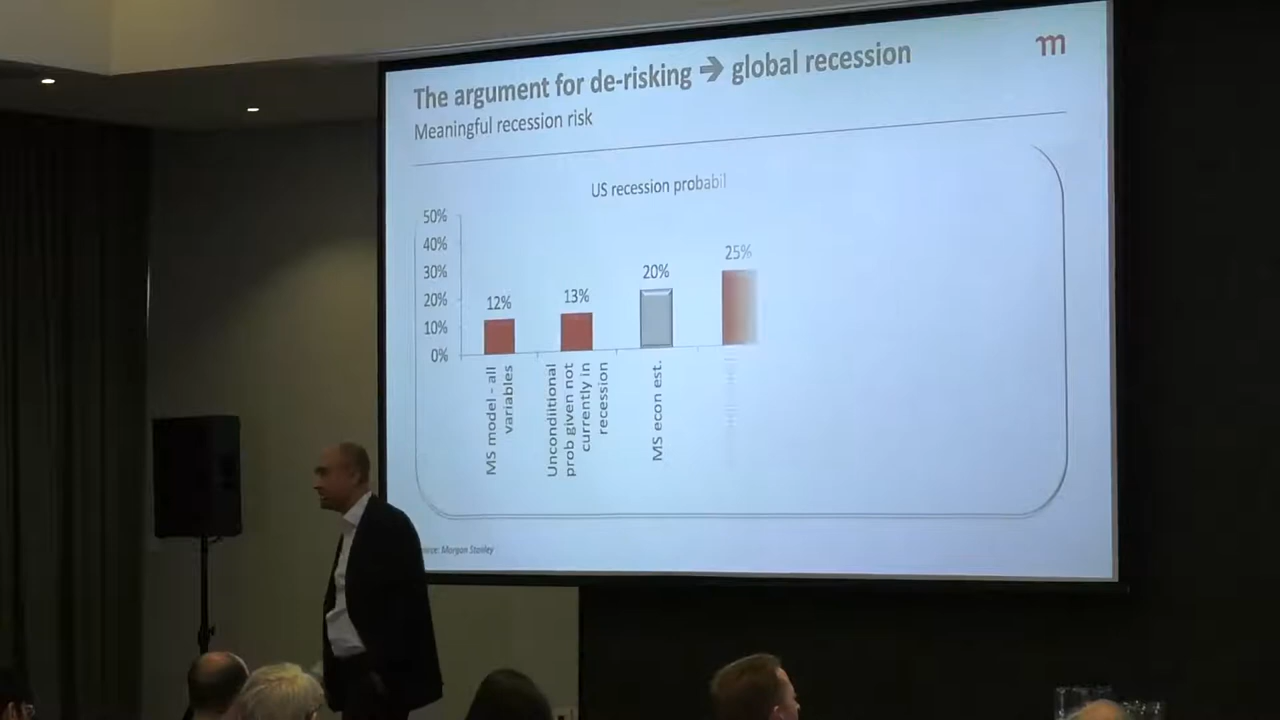 The argument for de-risking → global recession
m
Meaningful recession risk
US recession probabil
50%
40%
30%
20%
10%
0%
12%
13%
20%
25%
MS model - all
variables
Unconditional
prob given not
currently in
recession
MS econ est.
Morgan Stanley